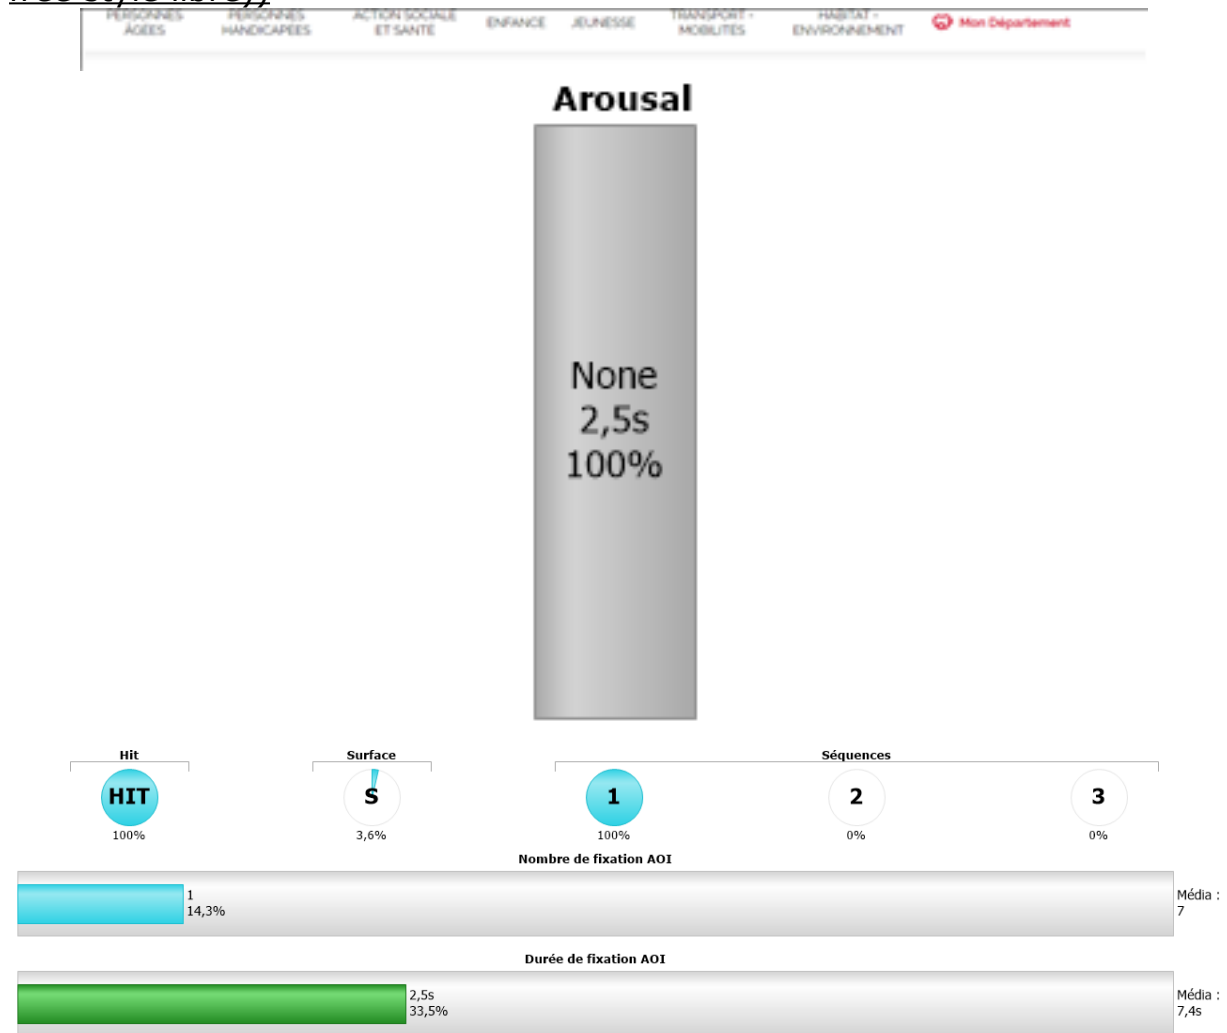 PERSONNES
ÂGÉES
PERSONNES
HANDICAPÉES
ACTION SOCIALE
ET SANTÉ
ENFANCE
JEUNESSE
TRANSPORT -
MOBILITÉS
HABITAT -
ENVIRONNEMENT
Mon Département
Arousal
None
2,5s
100%
Hit
Surface
Séquences
HIT
S
1
2
3
100%
3,6%
100%
0%
0%
Nombre de fixation AOI
1
14,3%
Média :
7
Durée de fixation AOI
2,5s
33,5%
Média :
7,4s